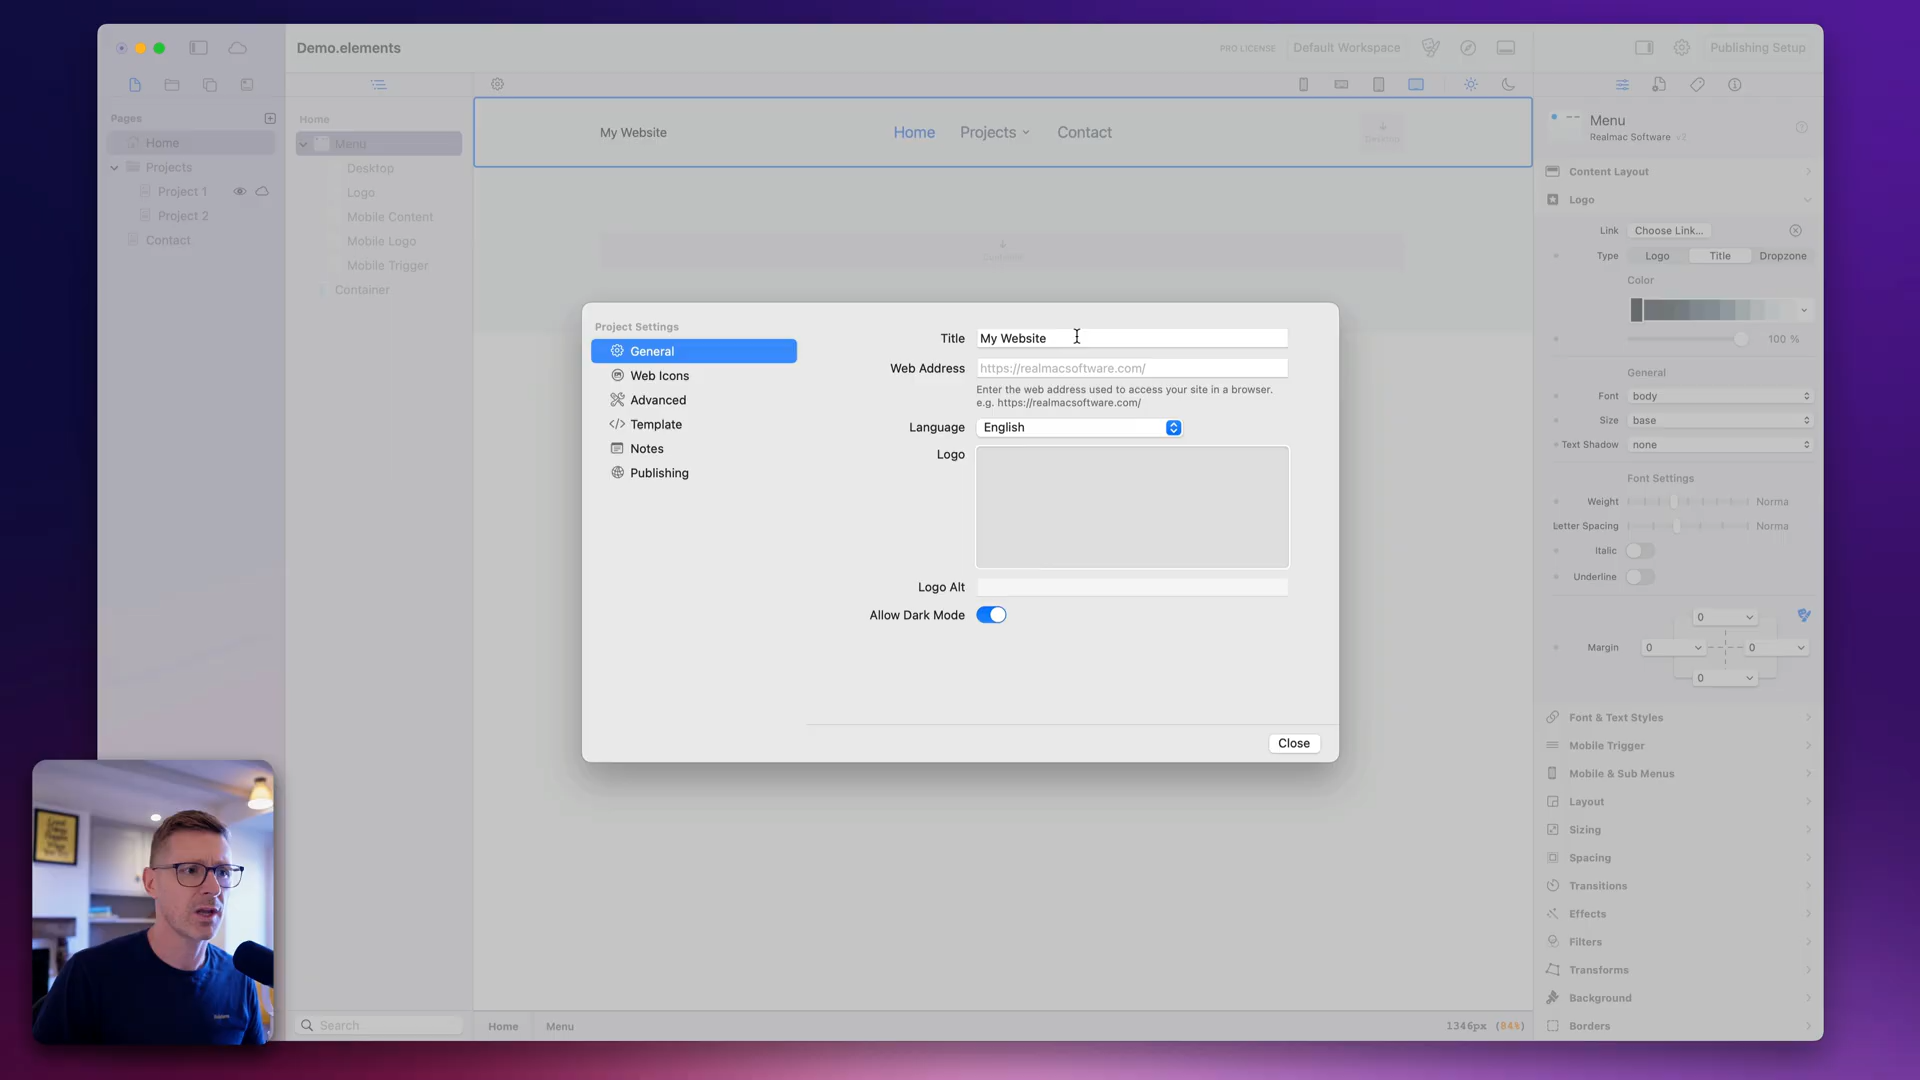 Demo.elements
PRO LICENSE
Default Workspace
Publishing Setup
Pages
Home
Projects
Project 1
Project 2
Contact
Home
Menu
Desktop
Logo
Mobile Content
Mobile Logo
Mobile Trigger
Container
My Website
Home
Projects
Contact
Desktop
Project Settings
General
Web Icons
Advanced
Template
Notes
Publishing
Title
My Website
Web Address
https://realmacsoftware.com/
Enter the web address used to access your site in a browser.
e.g. https://realmacsoftware.com/
Language
English
Logo
Logo Alt
Allow Dark Mode
Close
Menu
Realmac Software v2
Content Layout
Logo
Link
Choose Link...
Type
Logo
Title
Dropzone
Color
100 %
General
Font
body
Size
base
Text Shadow
none
Font Settings
Weight
Norma
Letter Spacing
Norma
Italic
Underline
0
Margin
0
0
0
Font & Text Styles
Mobile Trigger
Mobile & Sub Menus
Layout
Sizing
Spacing
Transitions
Effects
Filters
Transforms
Background
Borders
Search
Home
Menu
1346px (84%)